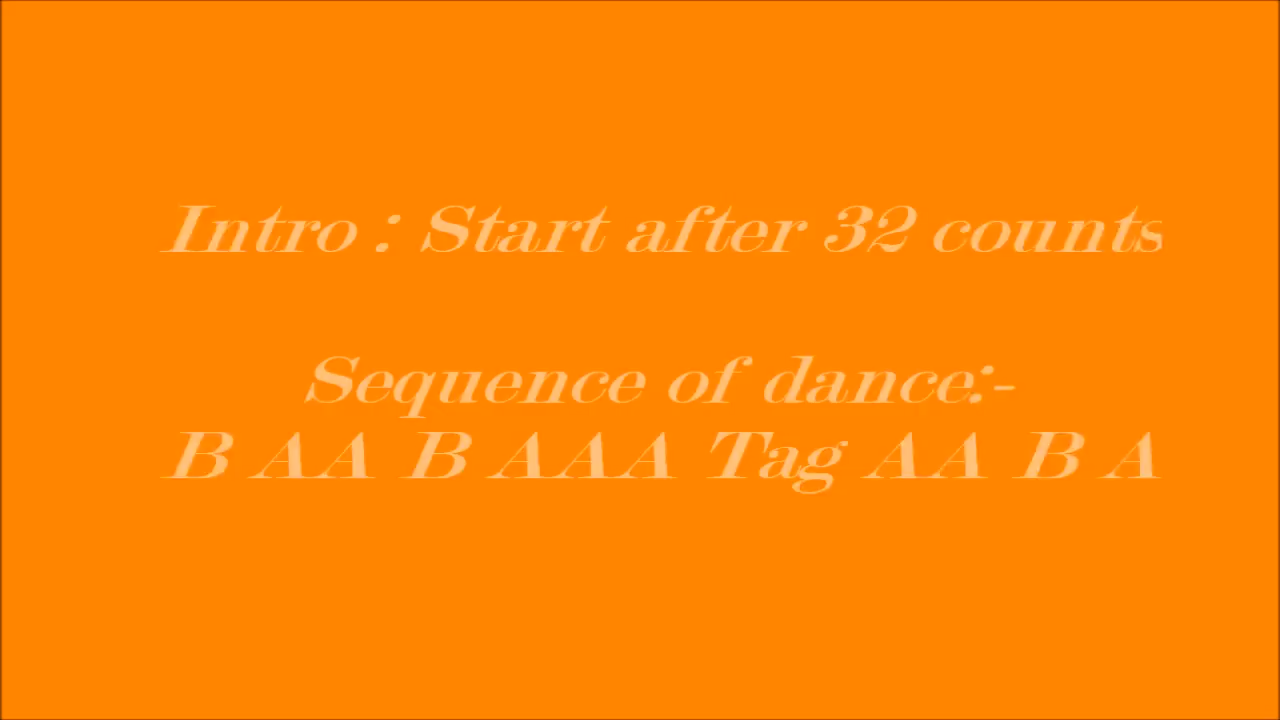 Intro : Start after 32 counts
Sequence of dance:-
B AA B AAA Tag AA B A